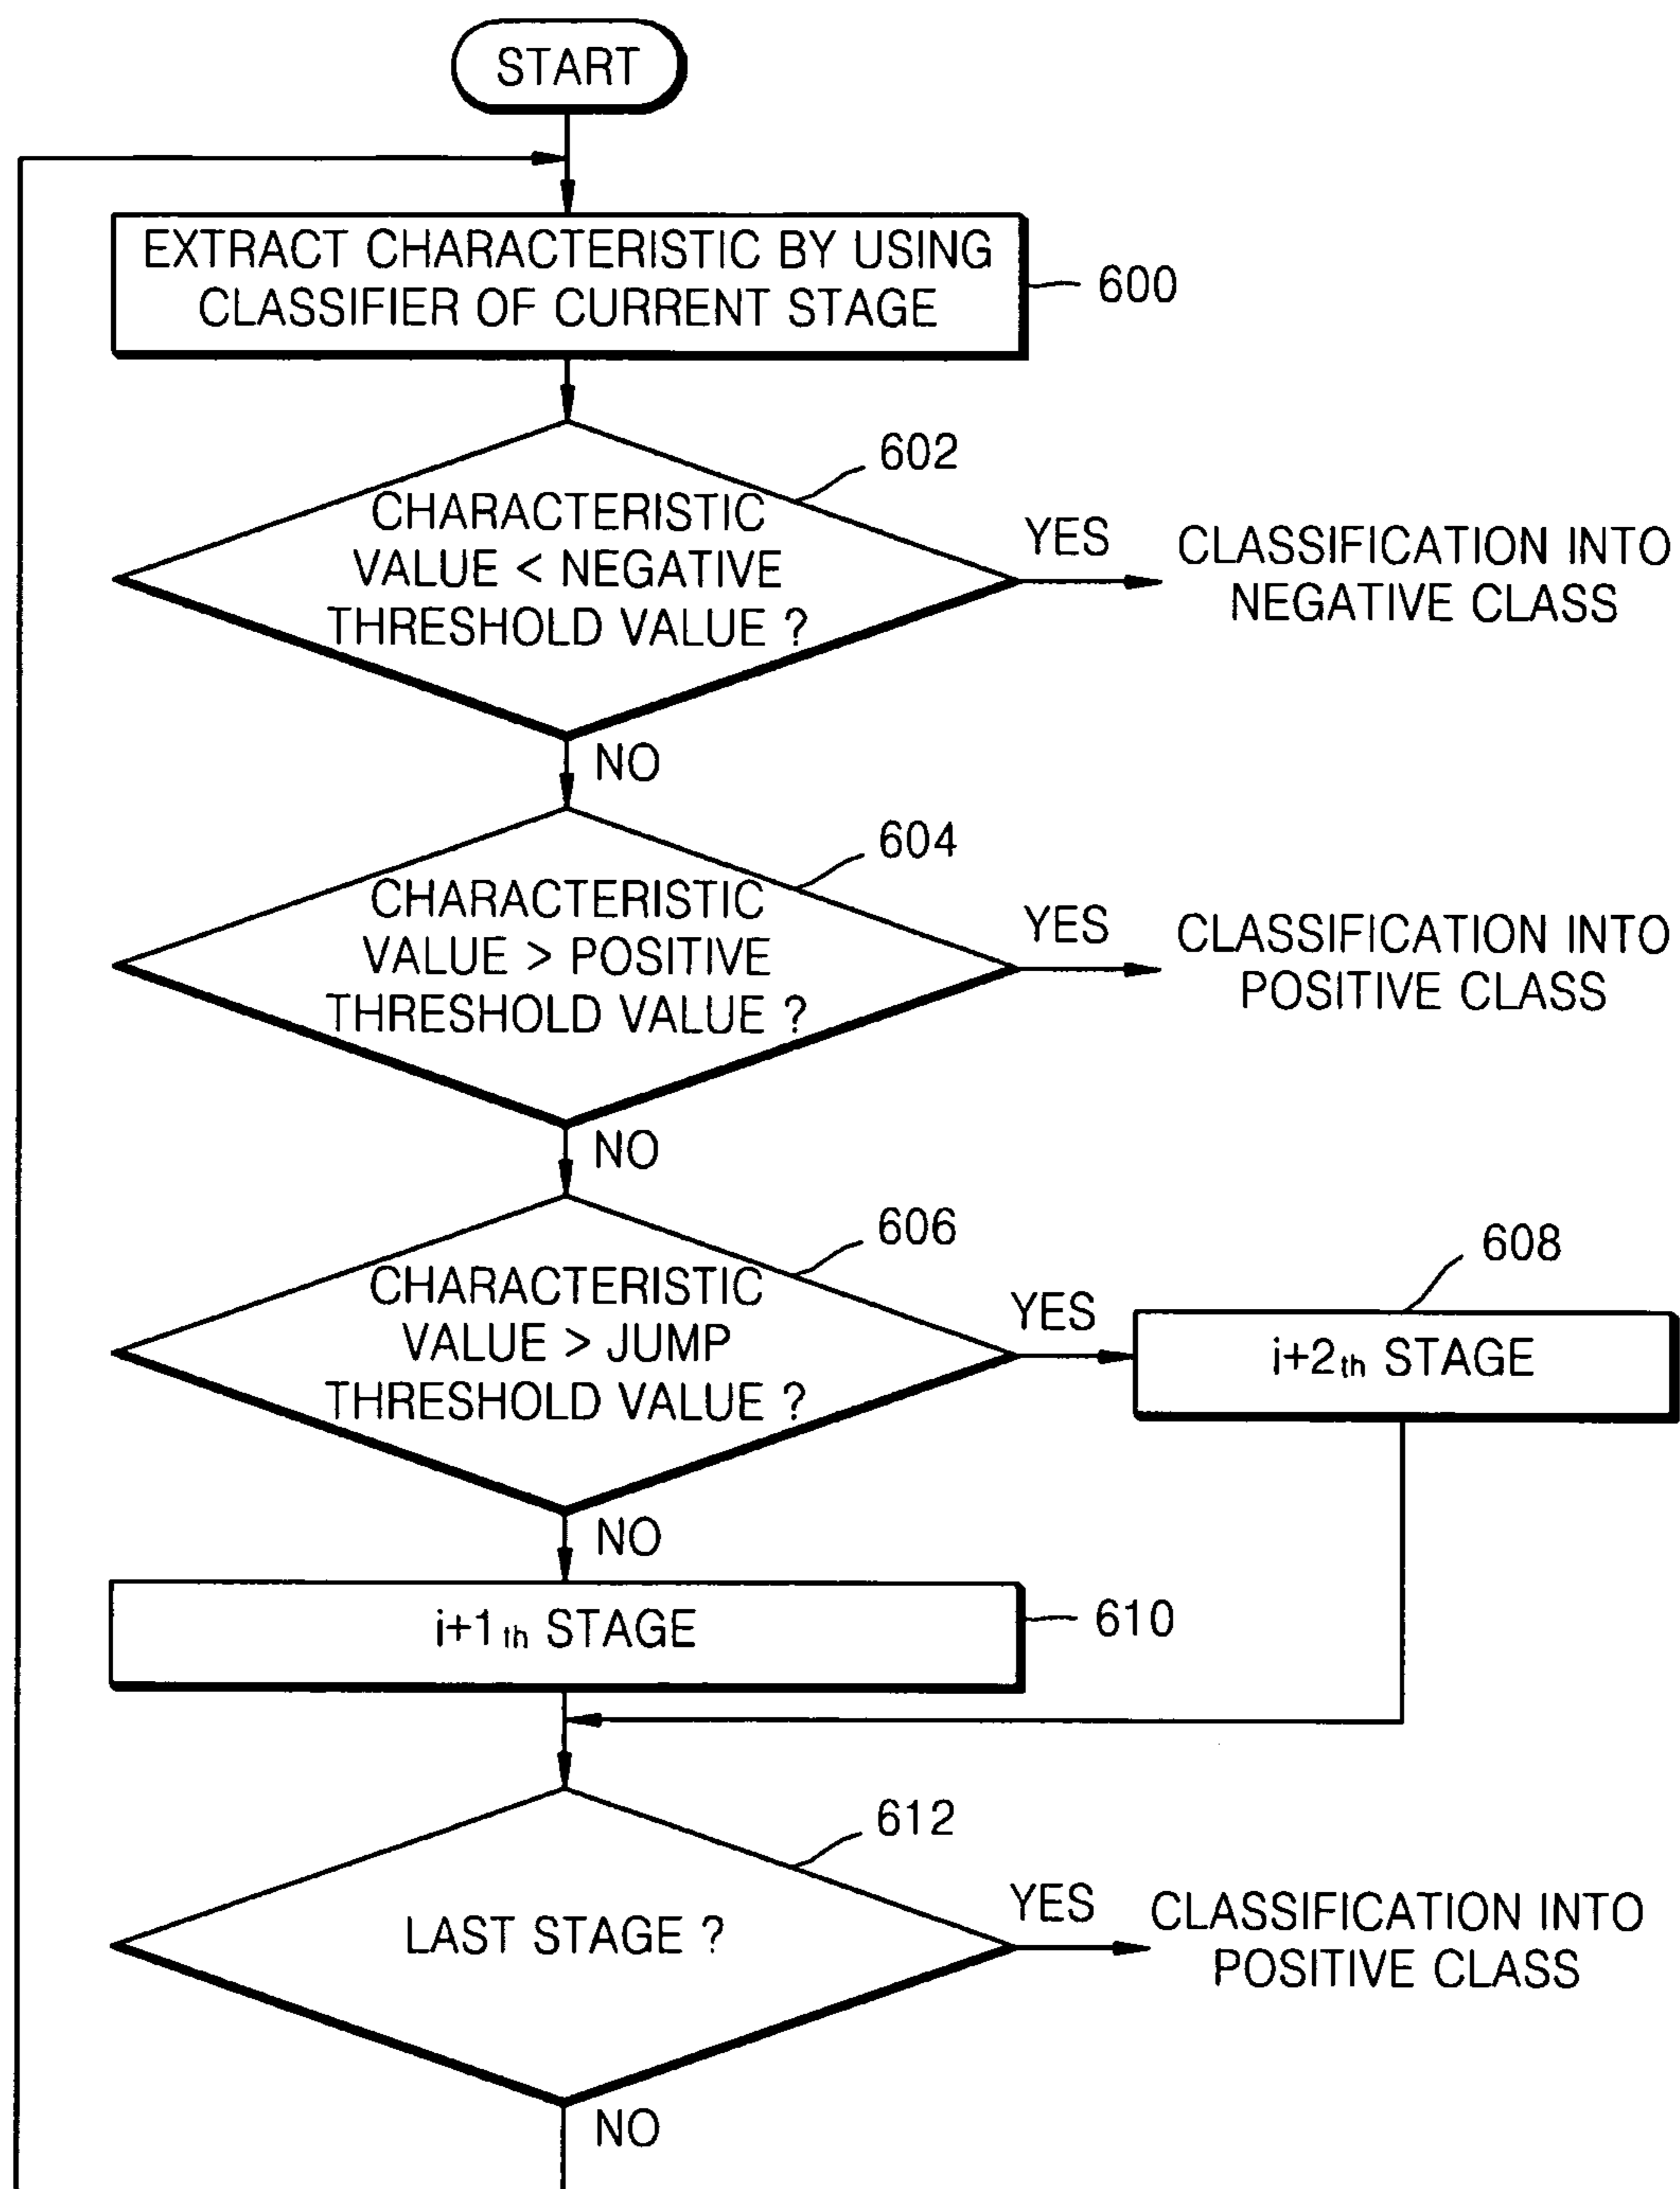 START
EXTRACT CHARACTERISTIC BY USING
CLASSIFIER OF CURRENT STAGE
600
602
CHARACTERISTIC
VALUE < NEGATIVE
THRESHOLD VALUE ?
YES
CLASSIFICATION INTO
NEGATIVE CLASS
NO
604
CHARACTERISTIC
VALUE > POSITIVE
THRESHOLD VALUE ?
YES
CLASSIFICATION INTO
POSITIVE CLASS
NO
606
CHARACTERISTIC
VALUE > JUMP
THRESHOLD VALUE ?
YES
608
i+2th STAGE
NO
i+1th STAGE
610
612
LAST STAGE ?
YES
CLASSIFICATION INTO
POSITIVE CLASS
NO